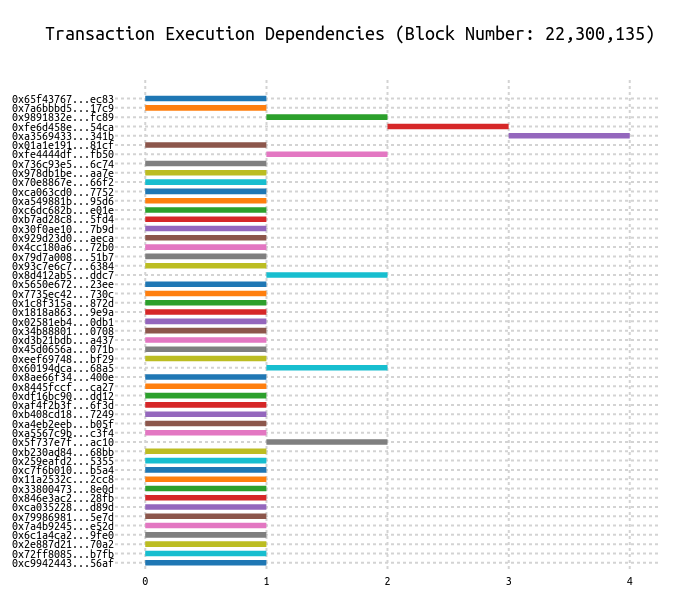 Transaction Execution Dependencies (Block Number: 22,300,135)
0x65f43767...ec83
0x7a6bbbd5...17c9
0x9891832e...fc89
0xfe6d458e...54ca
0xa3569433...341b
0x01a1e191...81cf
0xfe4444df...fb50
0x736c93e5...6c74
0x978db1be...aa7e
0x70e8867e...66f2
0xca063cd0...7752
0xa549881b...95d6
0xc6dc682b...e01e
0xb7ad28c8...5fd4
0x30f0ae10...7b9d
0x929d23d0...aeca
0x4cc180a6...72b0
0x79d7a008...51b7
0x93c7e6c7...6384
0x8d412ab5...ddc7
0x5650e672...23ee
0x7735ec42...730c
0x1c8f315a...872d
0x1818a863...9e9a
0x02581eb4...0db1
0x34b88801...0708
0xd3b21bdb...a437
0x45d0656a...071b
0xeef69748...bf29
0x60194dca...68a5
0x8ae66f34...400e
0x8445fccf...ca27
0xdf16bc90...dd12
0xaf4f2b3f...6f3d
0xb408cd18...7249
0xa4eb2eeb...b05f
0xa5567c9b...c3f4
0x5f737e7f...ac10
0xb230ad84...68bb
0x259eafd2...5355
0xc7f6b010...b5a4
0x11a2532c...2cc8
0x33800473...8e0d
0x846e3ac2...28fb
0xca035228...d89d
0x79986981...5e7d
0x7a4b9245...e52d
0x6c1a4ca2...9fe0
0x2e887d21...70a2
0x72ff8085...b7fb
0xc9942443...56af
0 1 2 3 4